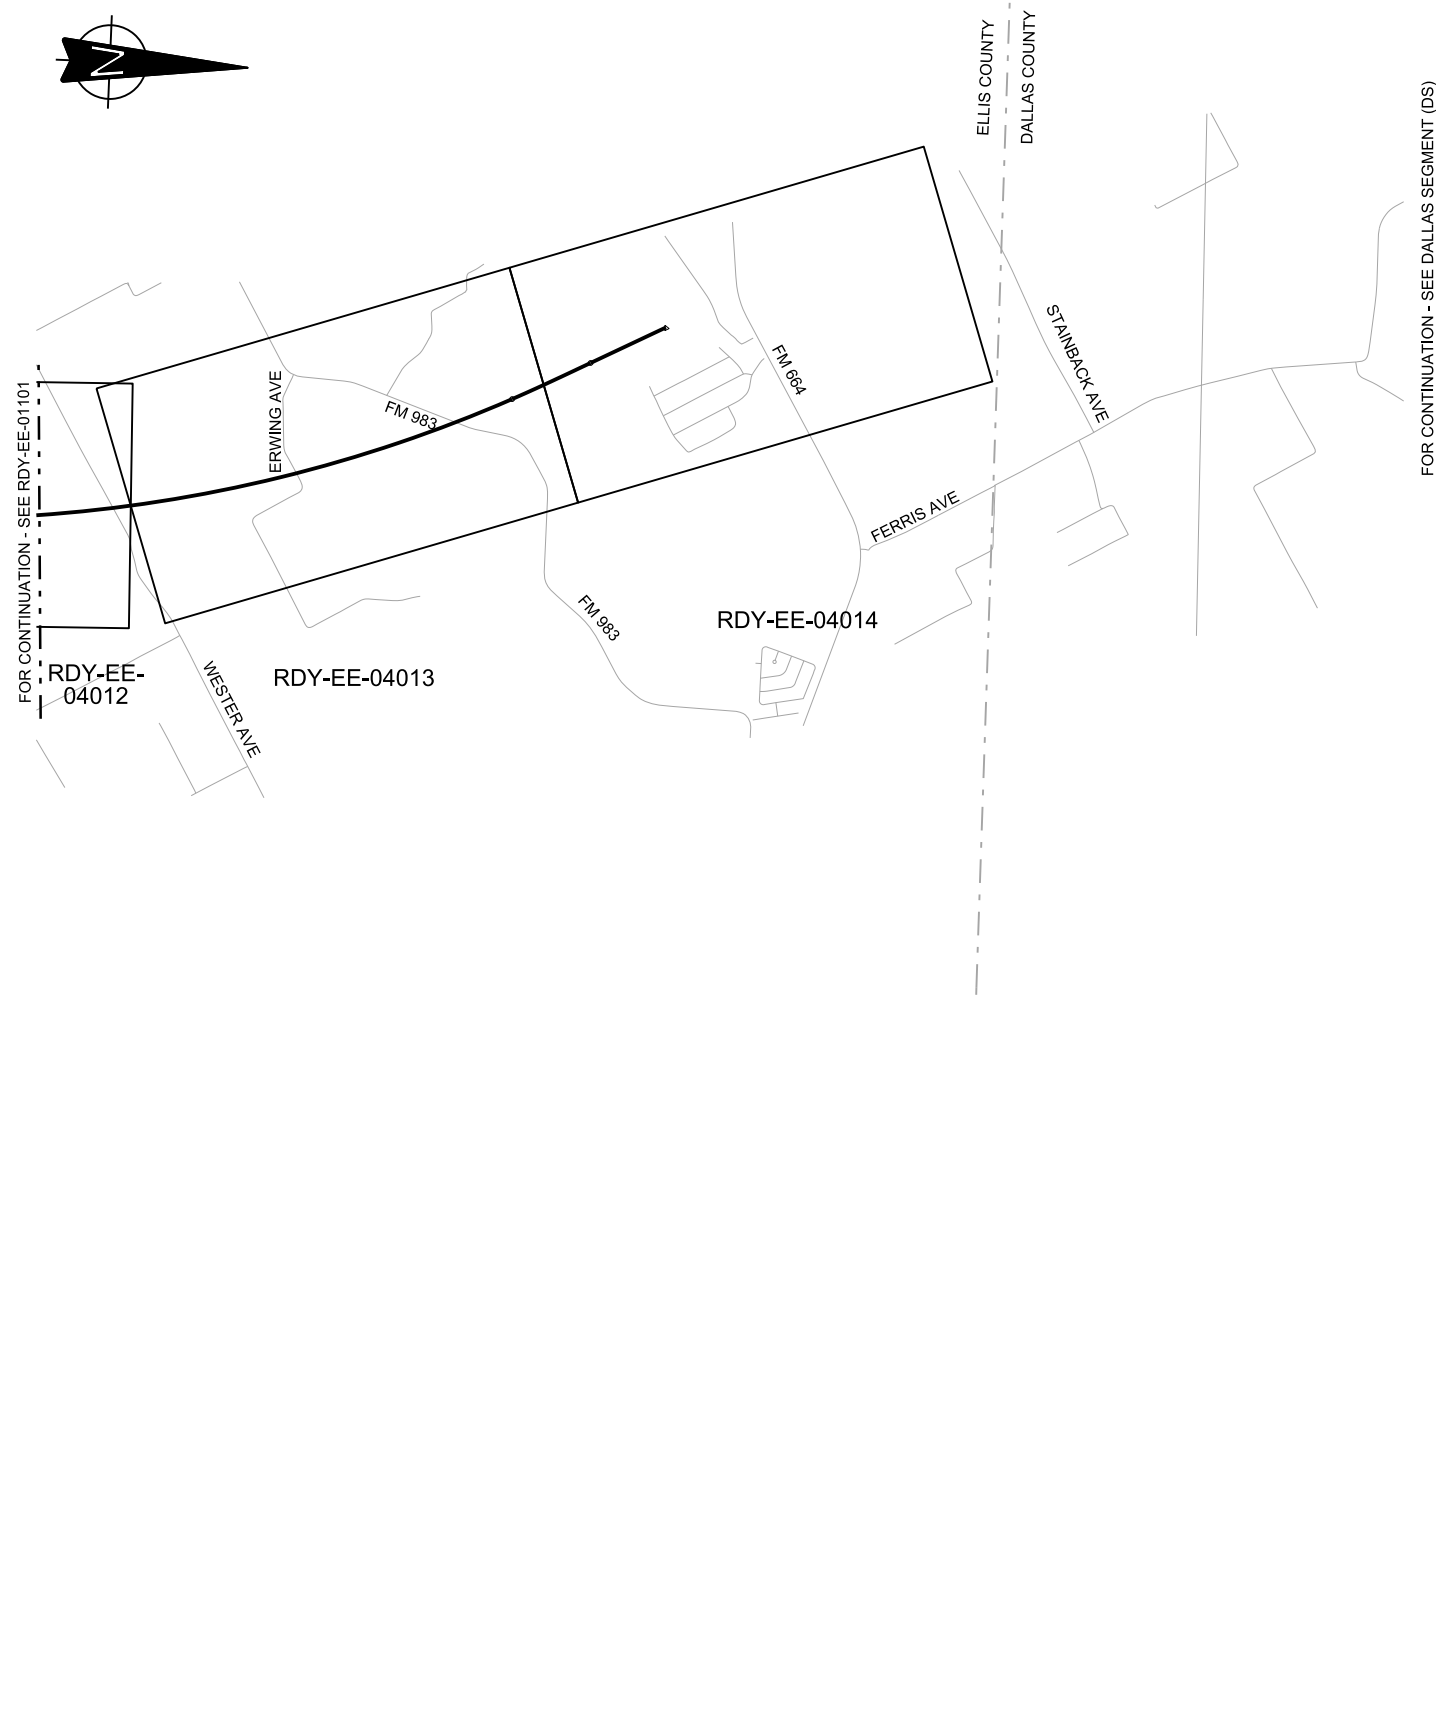 N
ELLIS COUNTY
DALLAS COUNTY
FOR CONTINUATION - SEE DALLAS SEGMENT (DS)
STAINBACK AVE
FM 664
ERWING AVE
FM 983
FOR CONTINUATION - SEE RDY-EE-01101
FERRIS AVE
FM 983
RDY-EE-04014
RDY-EE-
04012
RDY-EE-04013
WESTER AVE